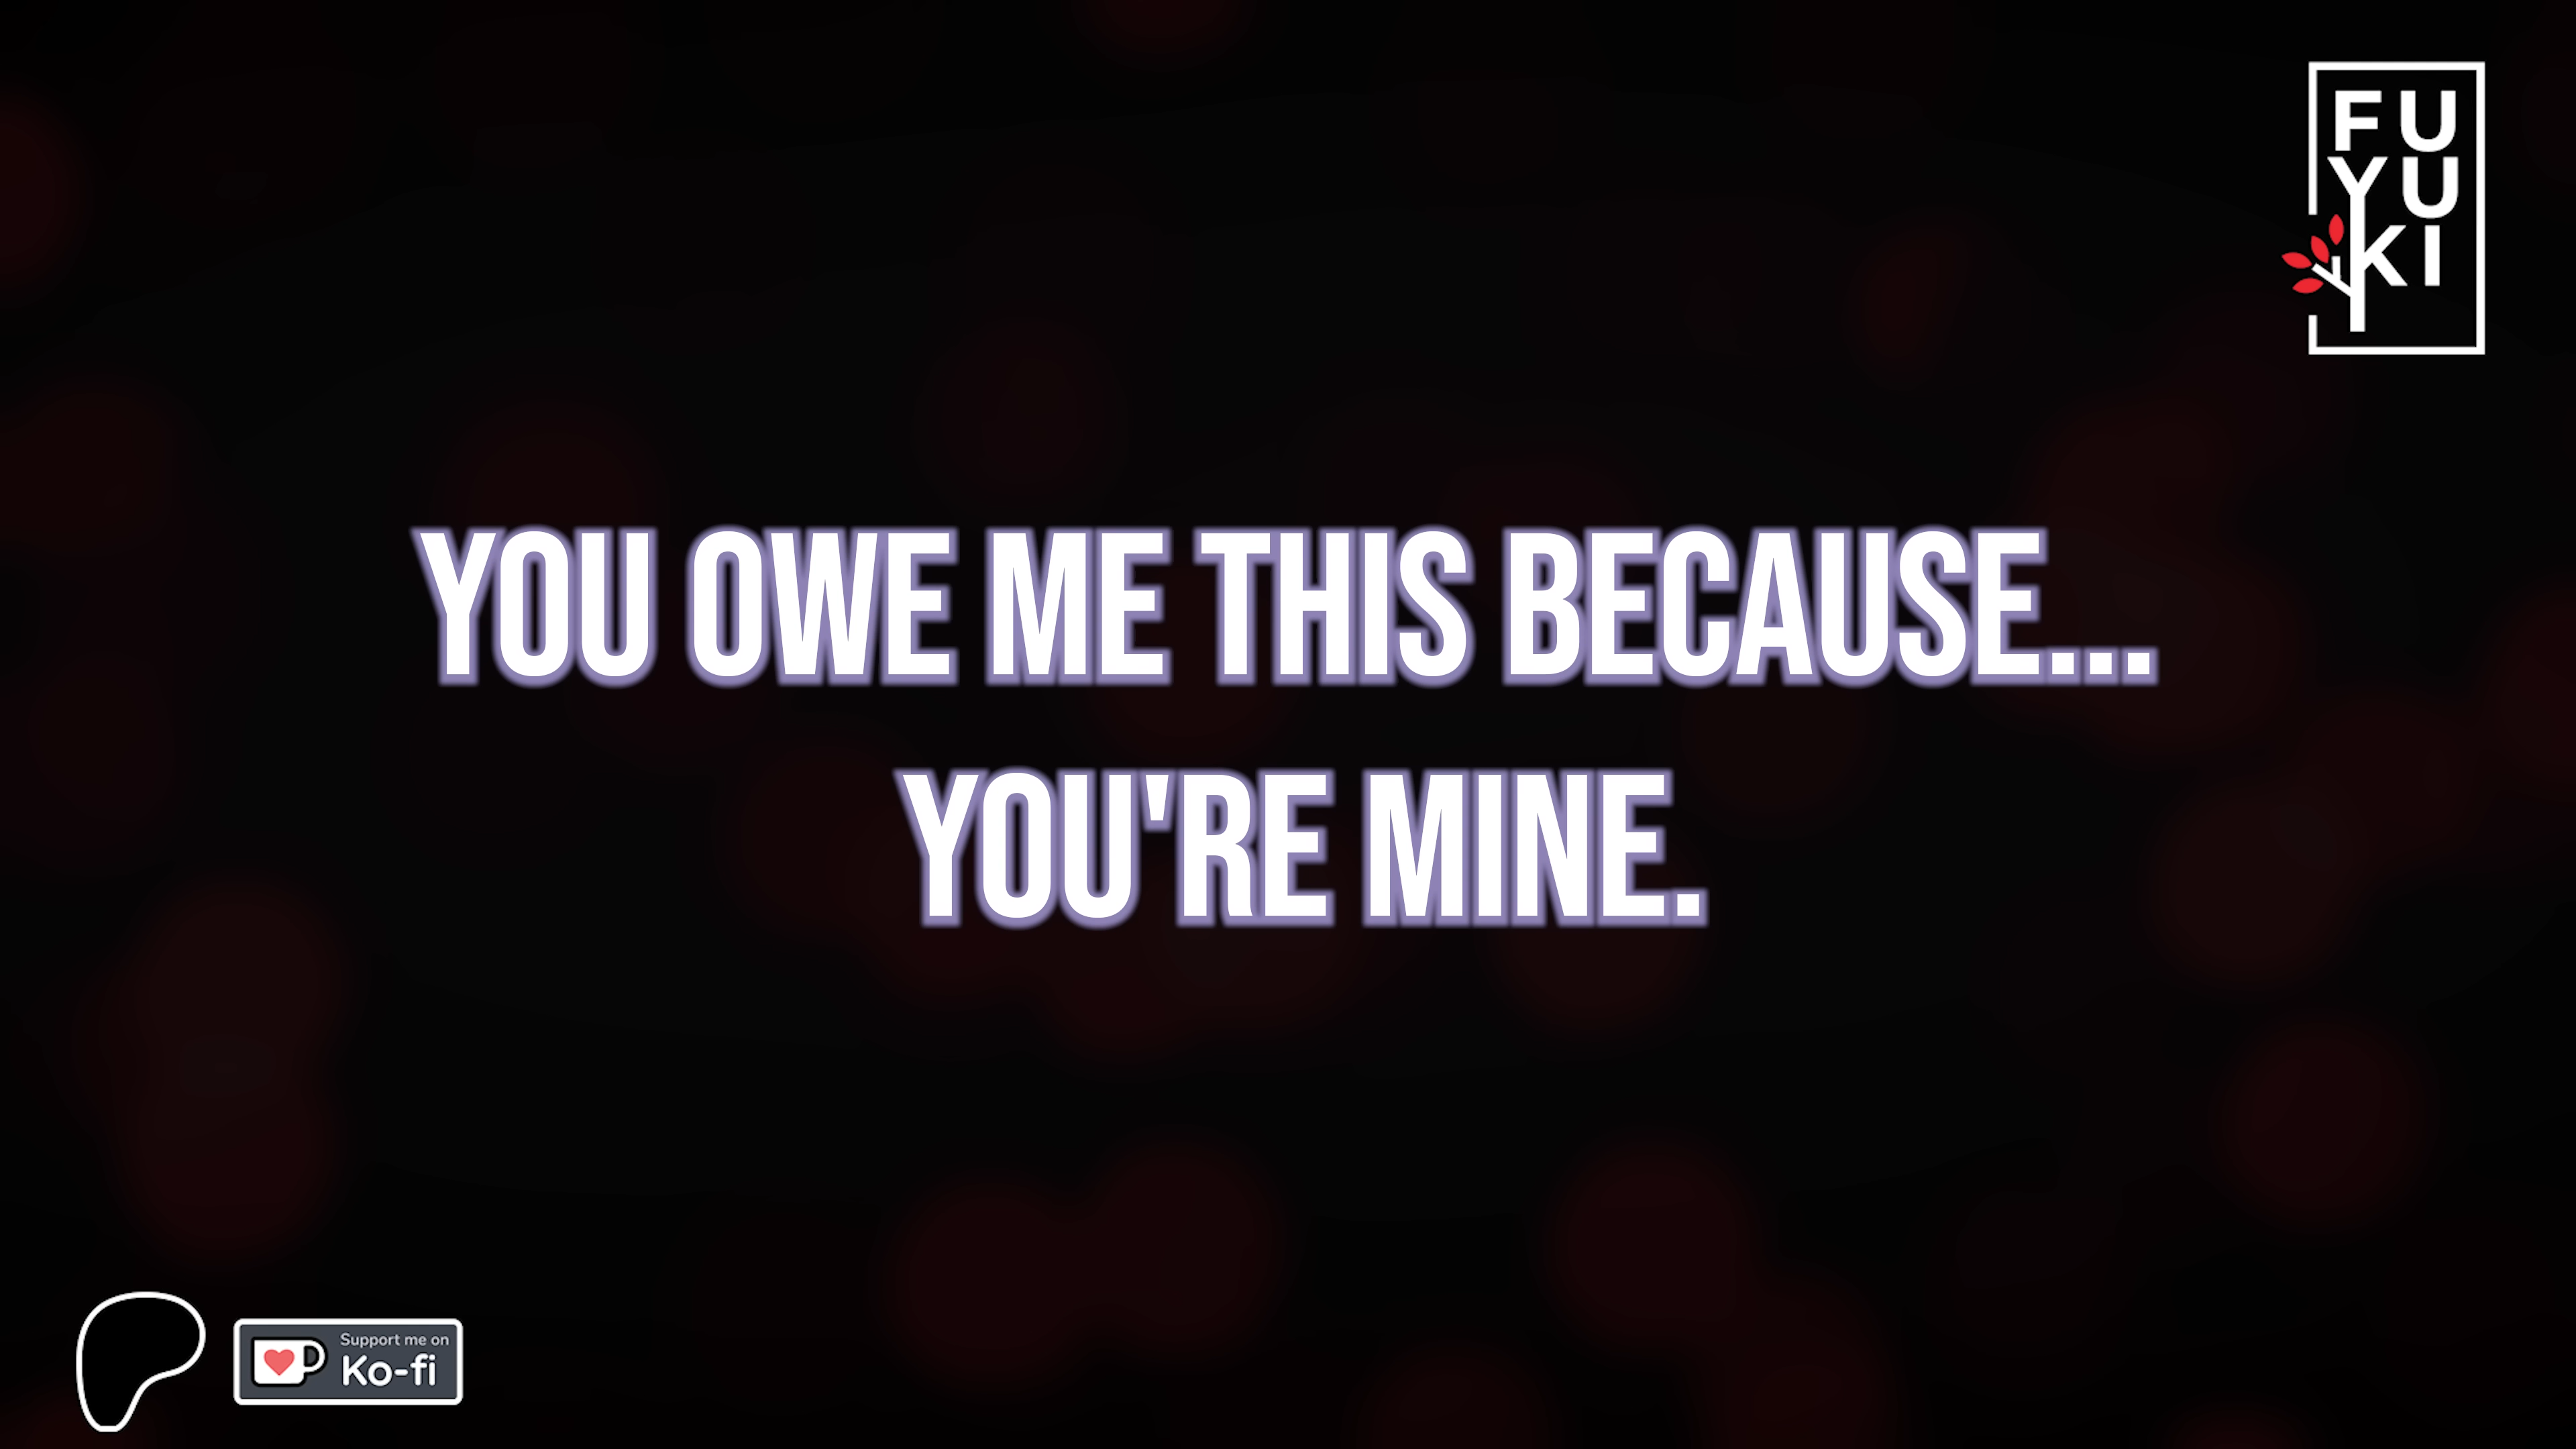 FU
YU
KI
YOU OWE ME THIS BECAUSE...
YOU'RE MINE.
Support me on
Ko-fi